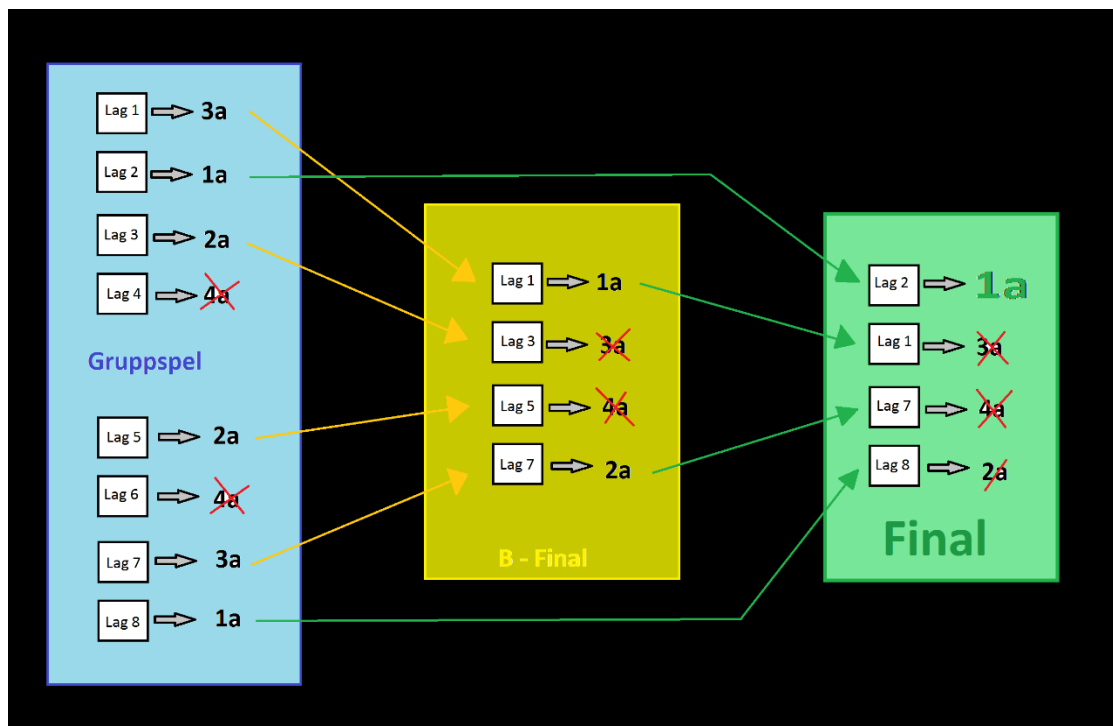 Lag 1 3a
Lag 2 1a
Lag 3 2a
Lag 4 4a
Gruppspel
Lag 5 2a
Lag 6 4a
Lag 7 3a
Lag 8 1a
Lag 1 1a
Lag 3 3a
Lag 5 4a
Lag 7 2a
B - Final
Lag 2 1a
Lag 1 3a
Lag 7 4a
Lag 8 2a
Final